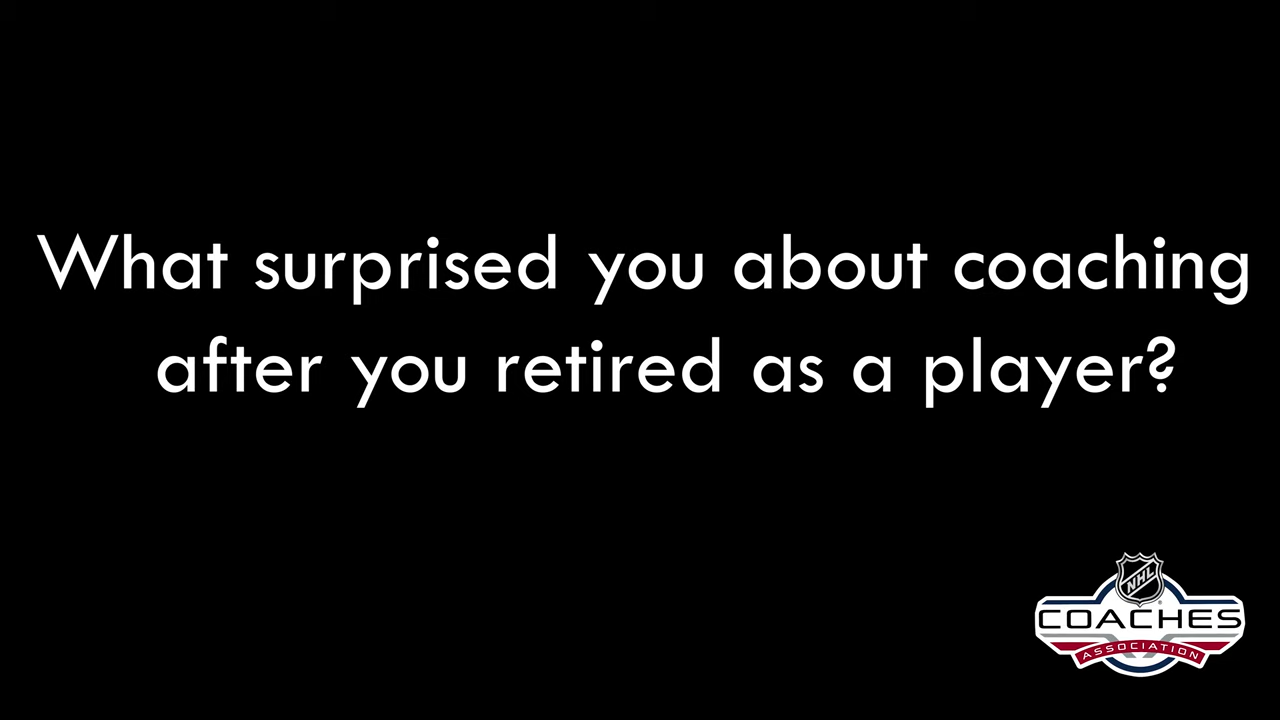 What surprised you about coaching
after you retired as a player?
NHL
COACHES
ASSOCIATION